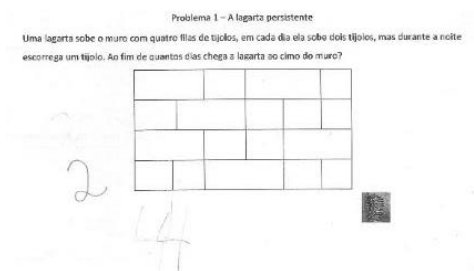 Problema 1 – A lagarta persistente
Uma lagarta sobe o muro com quatro filas de tijolos, em cada dia ela sobe dois tijolos, mas durante a noite
escorrega um tijolo. Ao fim de quantos dias chega a lagarta ao cimo do muro?
2